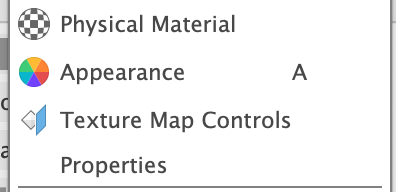 Physical Material
Appearance A
Texture Map Controls
Properties